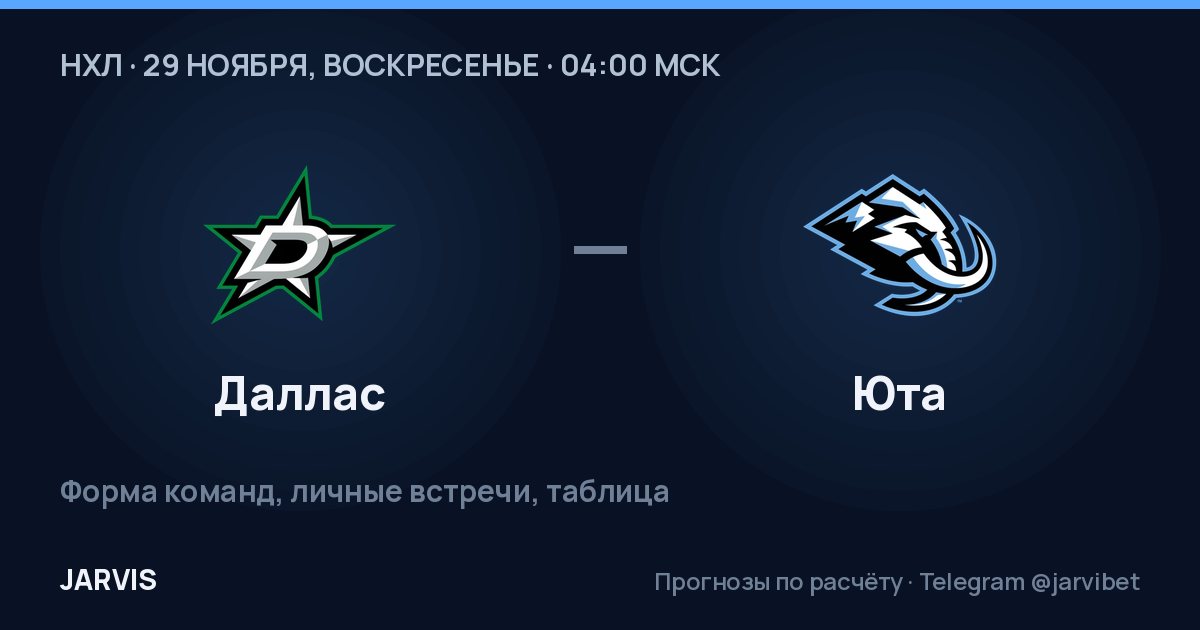 НХЛ · 29 НОЯБРЯ, ВОСКРЕСЕНЬЕ · 04:00 МСК
D
—
Даллас
Юта
Форма команд, личные встречи, таблица
JARVIS
Прогнозы по расчёту · Telegram @jarvibet